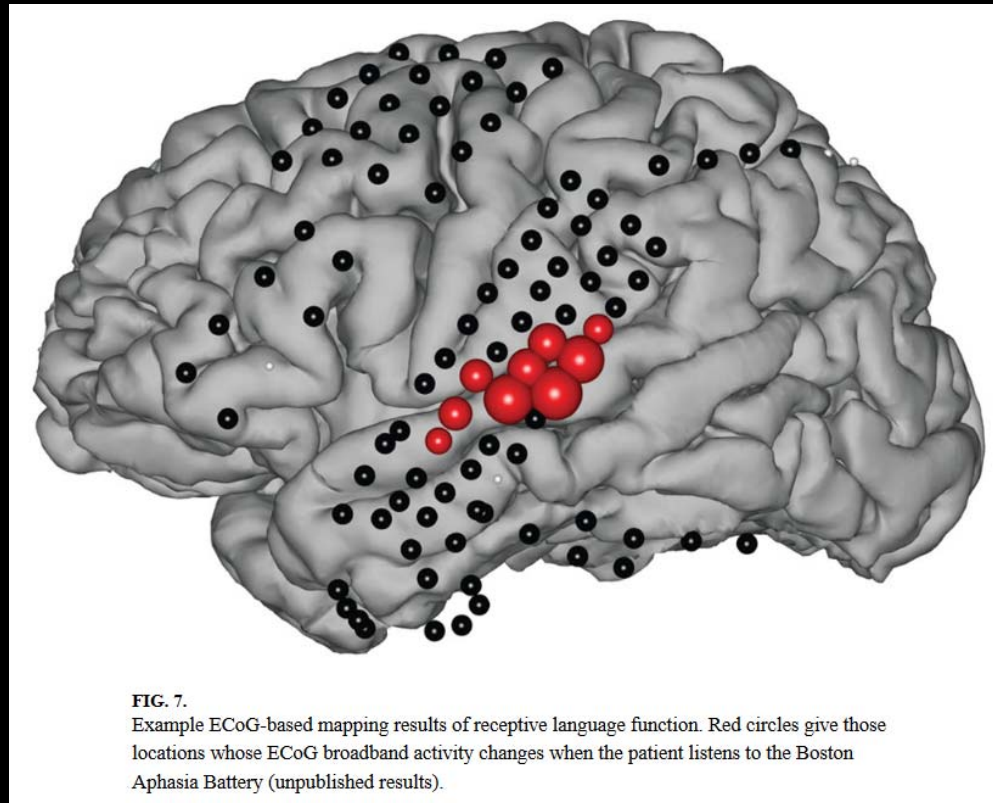 FIG. 7.
Example ECoG-based mapping results of receptive language function. Red circles give those
locations whose ECoG broadband activity changes when the patient listens to the Boston
Aphasia Battery (unpublished results).